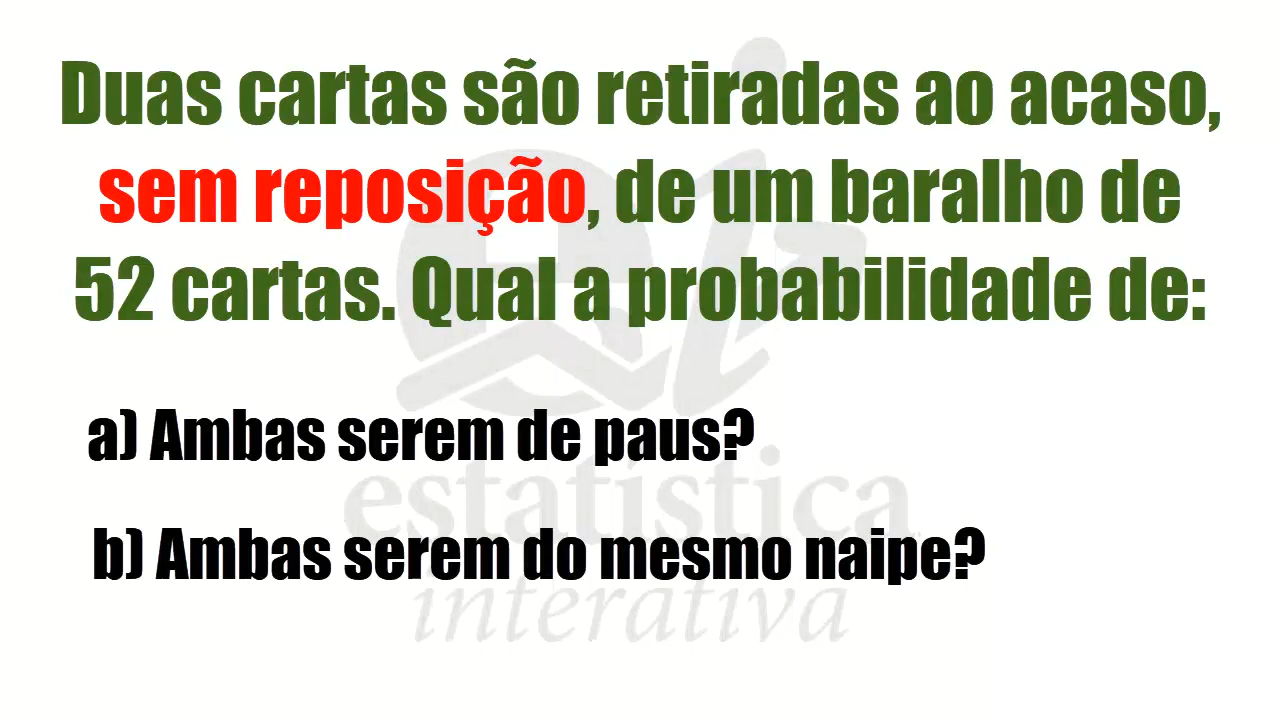 Duas cartas são retiradas ao acaso,
sem reposição, de um baralho de
52 cartas. Qual a probabilidade de:
a) Ambas serem de paus?
estatística
b) Ambas serem do mesmo naipe?
interativa